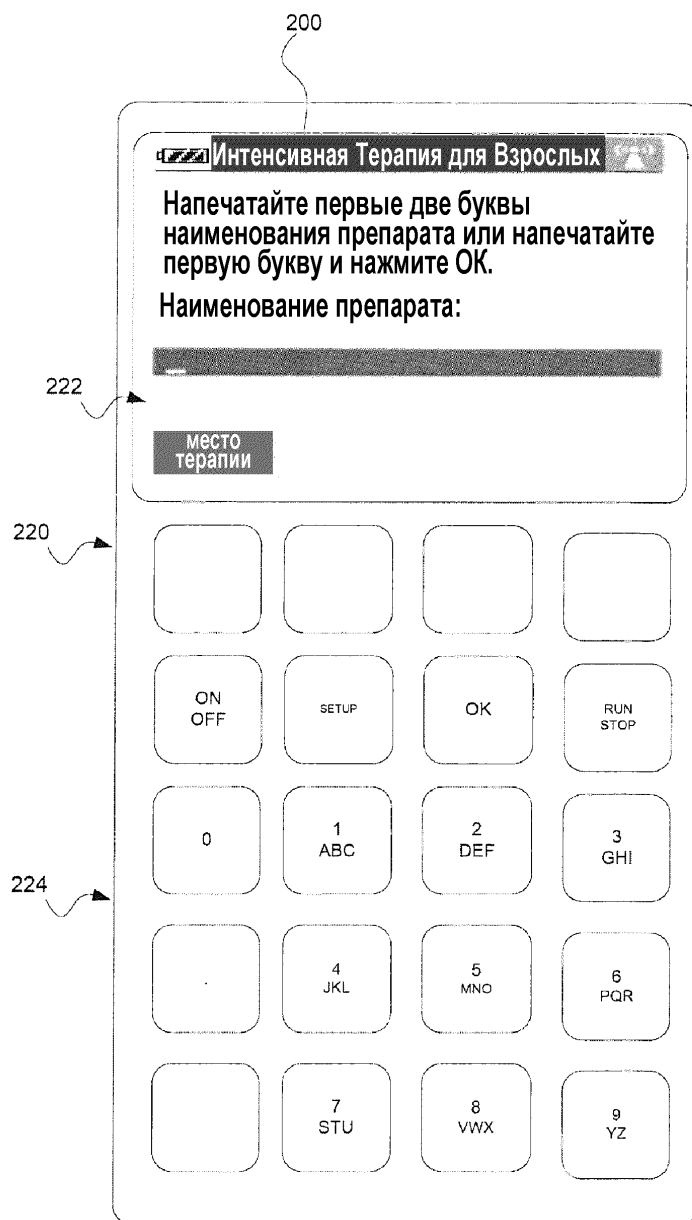 200
Интенсивная Терапия для Взрослых
Напечатайте первые две буквы
наименования препарата или напечатайте
первую букву и нажмите ОК.
Наименование препарата:
222
место
терапии
220
ON
OFF
SETUP
OK
RUN
STOP
0
1
ABC
2
DEF
3
GHI
224
.
4
JKL
5
MNO
6
PQR
7
STU
8
VWX
9
YZ